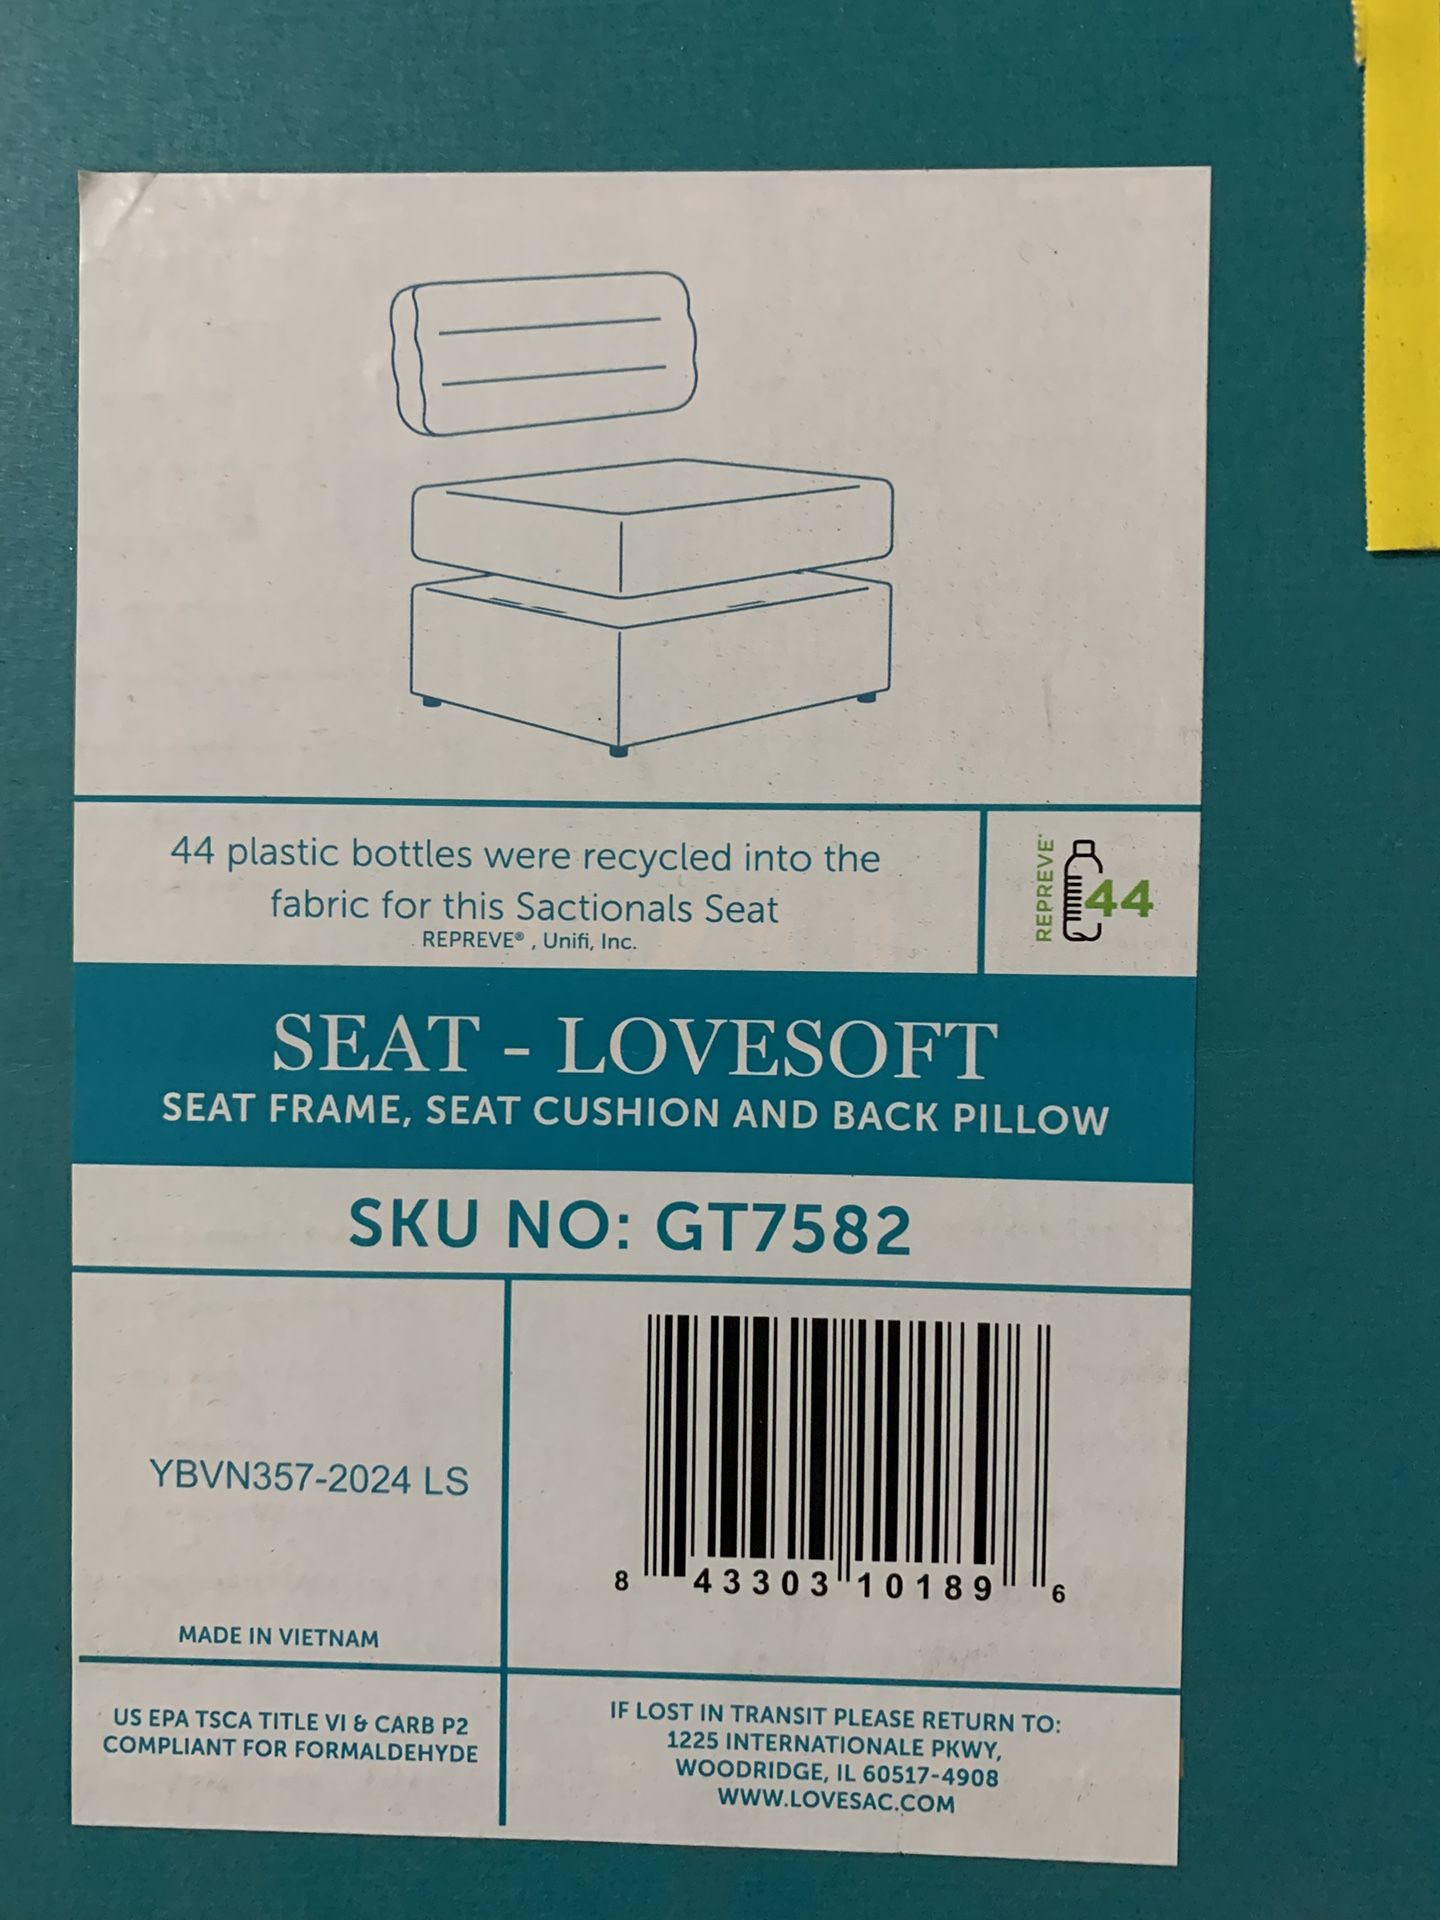 44 plastic bottles were recycled into the
fabric for this Sactionals Seat
REPREVE® , Unifi, Inc.
REPREVE®
44
SEAT - LOVESOFT
SEAT FRAME, SEAT CUSHION AND BACK PILLOW
SKU NO: GT7582
YBVN357-2024 LS
MADE IN VIETNAM
8 43303 10189 6
US EPA TSCA TITLE VI & CARB P2
COMPLIANT FOR FORMALDEHYDE
IF LOST IN TRANSIT PLEASE RETURN TO:
1225 INTERNATIONALE PKWY,
WOODRIDGE, IL 60517-4908
WWW.LOVESAC.COM